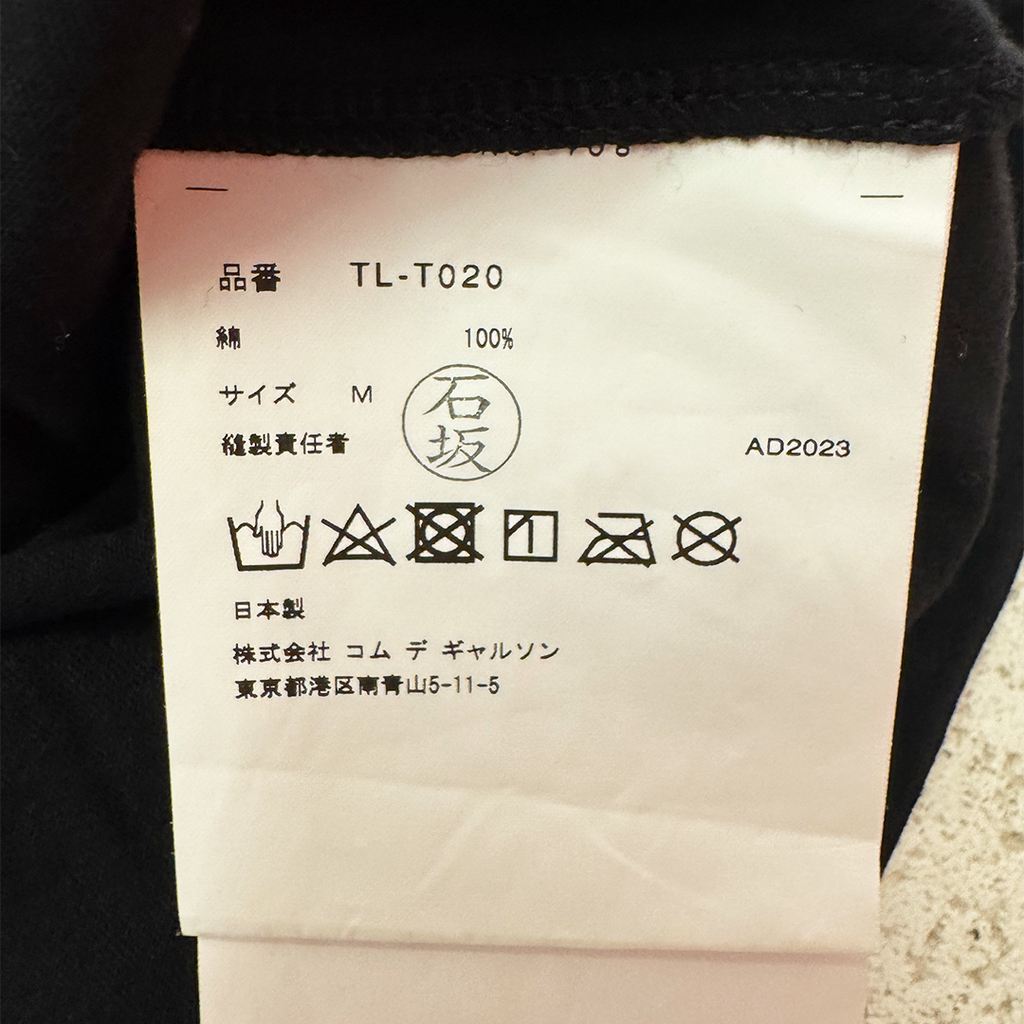 品番 TL-T020
綿 100%
サイズ M
石坂
縫製責任者 AD2023
日本製
株式会社 コム デ ギャルソン
東京都港区南青山5-11-5